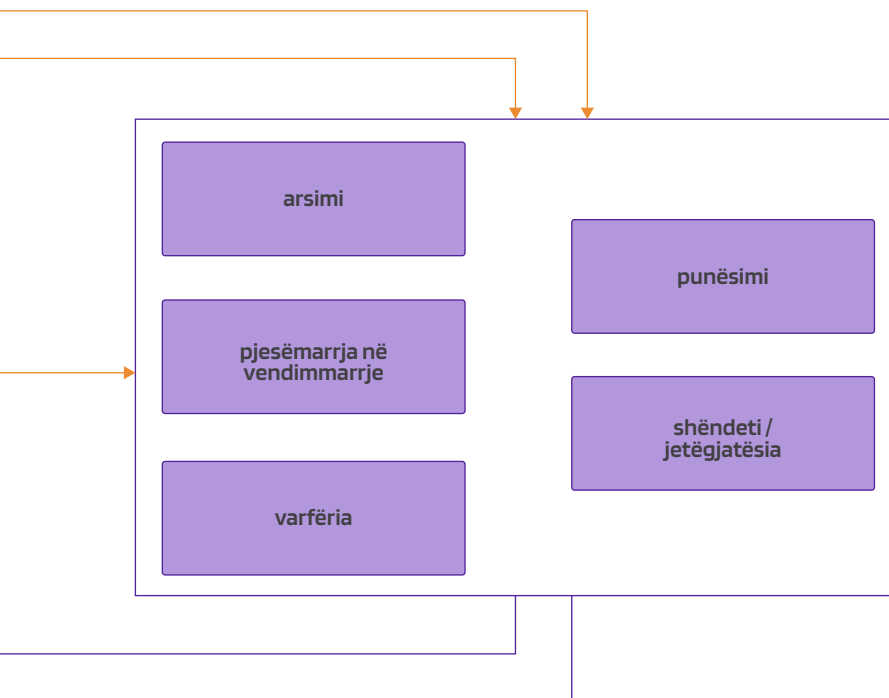 arsimi
pjesëmarrja në
vendimmarrje
varfëria
punësimi
shëndeti /
jetëgjatësia